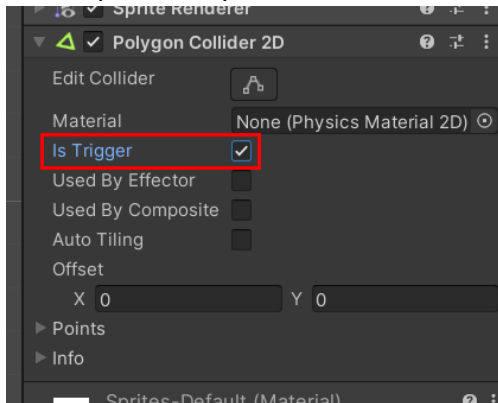 Sprite Renderer
Polygon Collider 2D
Edit Collider
Material None (Physics Material 2D)
Is Trigger
Used By Effector
Used By Composite
Auto Tiling
Offset
X 0 Y 0
Points
Info
Sprites-Default (Material)